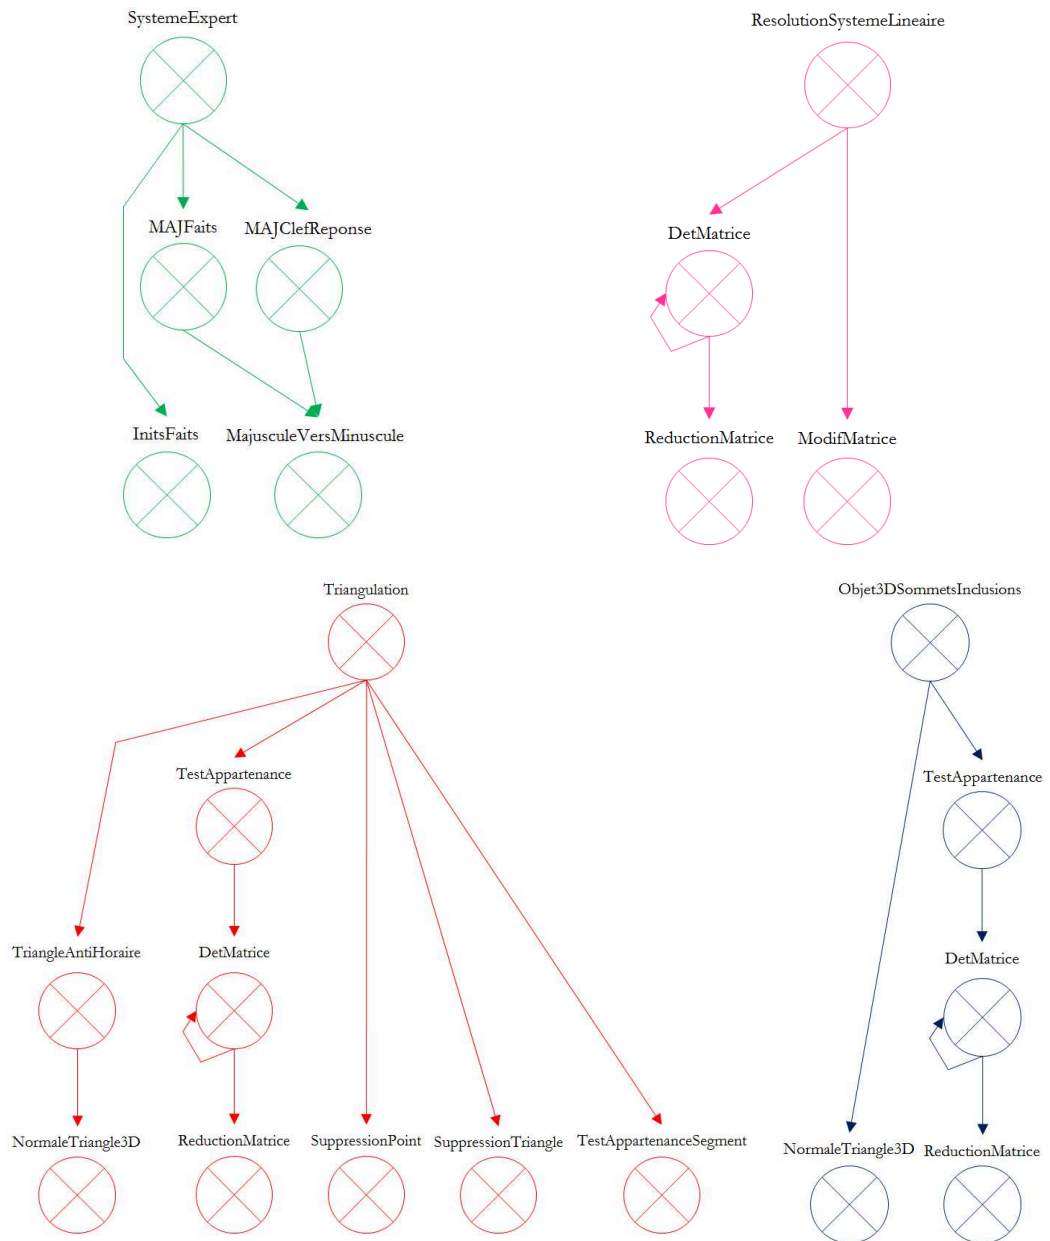 SystemeExpert
ResolutionSystemeLineaire
MAJFaits
MAJClefReponse
DetMatrice
InitsFaits
MajusculeVersMinuscule
ReductionMatrice
ModifMatrice
Triangulation
Objet3DSommetsInclusions
TestAppartenance
TestAppartenance
TriangleAntiHoraire
DetMatrice
DetMatrice
NormaleTriangle3D
ReductionMatrice
SuppressionPoint
SuppressionTriangle
TestAppartenanceSegment
NormaleTriangle3D
ReductionMatrice